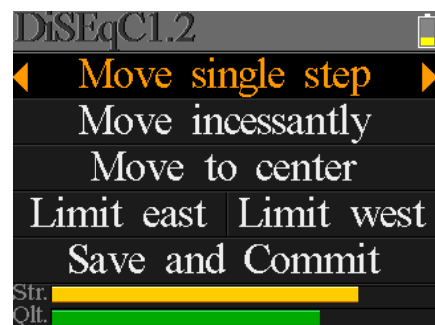 DiSEqC1.2
Move single step
Move incessantly
Move to center
Limit east Limit west
Save and Commit
Str.
Qlt.